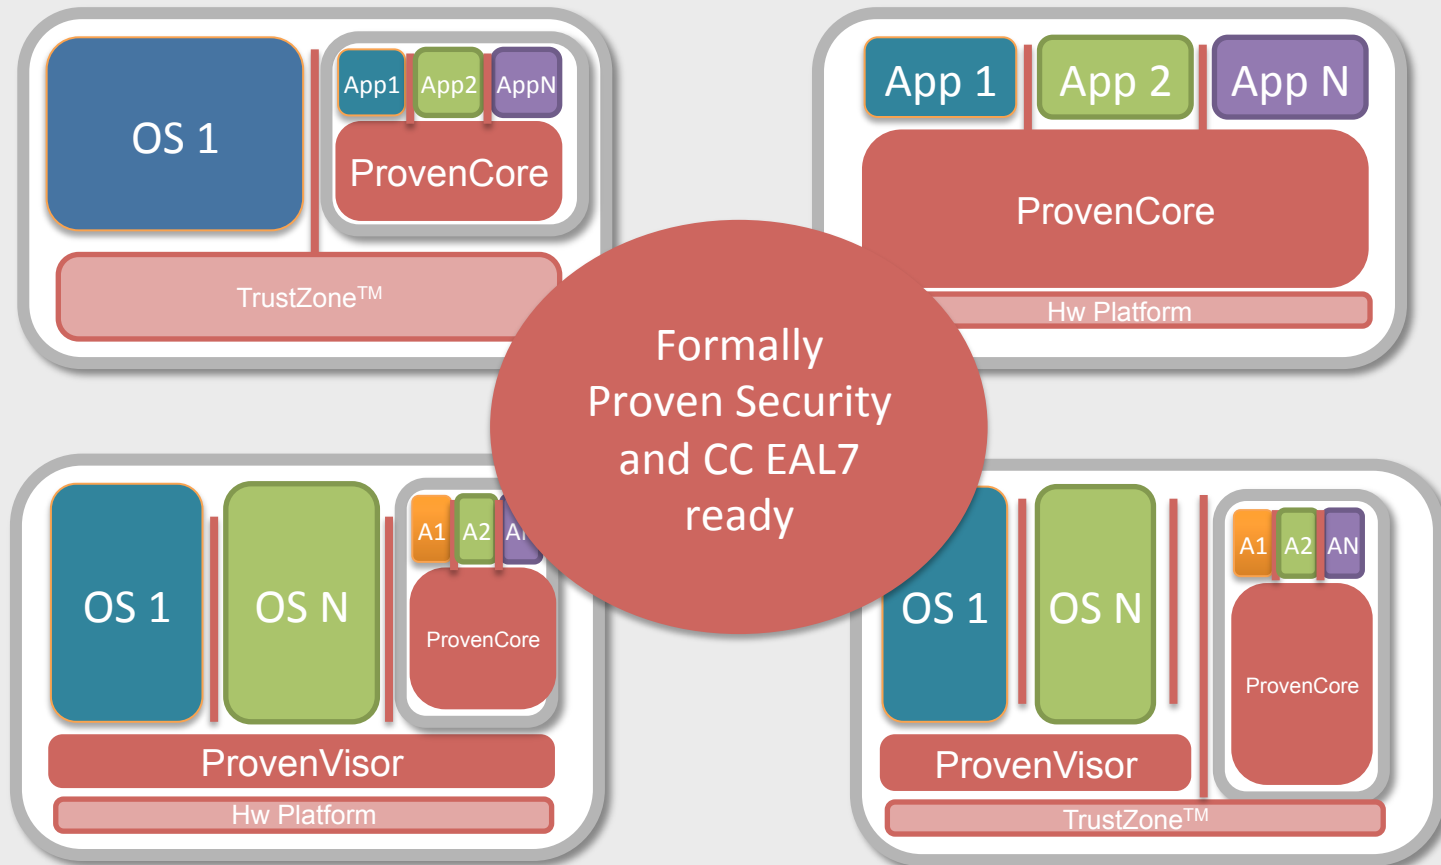 OS 1
App1
App2
AppN
ProvenCore
TrustZone™
App 1
App 2
App N
ProvenCore
Hw Platform
Formally
Proven Security
and CC EAL7
ready
OS 1
OS N
A1
A2
ProvenCore
ProvenVisor
Hw Platform
OS 1
OS N
A1
A2
AN
ProvenCore
ProvenVisor
TrustZone™